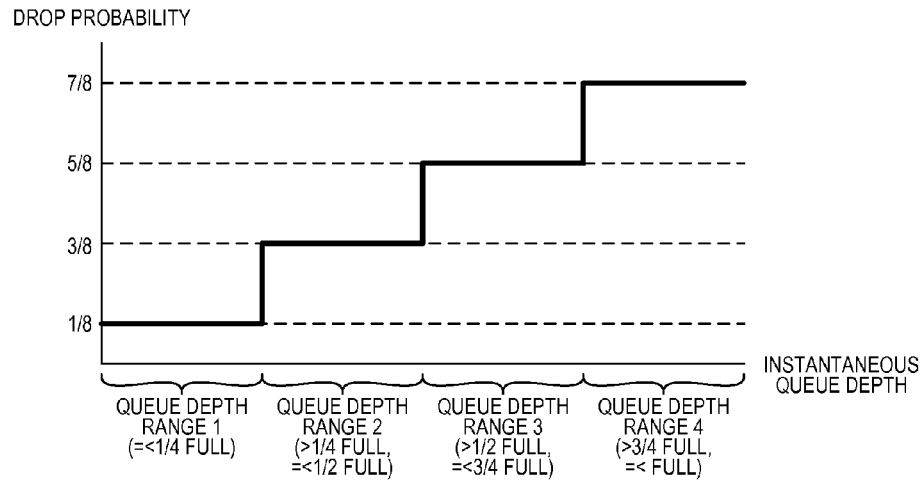 DROP PROBABILITY
7/8
5/8
3/8
1/8
INSTANTANEOUS
QUEUE DEPTH
QUEUE DEPTH
RANGE 1
(=<1/4 FULL)
QUEUE DEPTH
RANGE 2
(>1/4 FULL,
=<1/2 FULL)
QUEUE DEPTH
RANGE 3
(>1/2 FULL,
=<3/4 FULL)
QUEUE DEPTH
RANGE 4
(>3/4 FULL,
=< FULL)